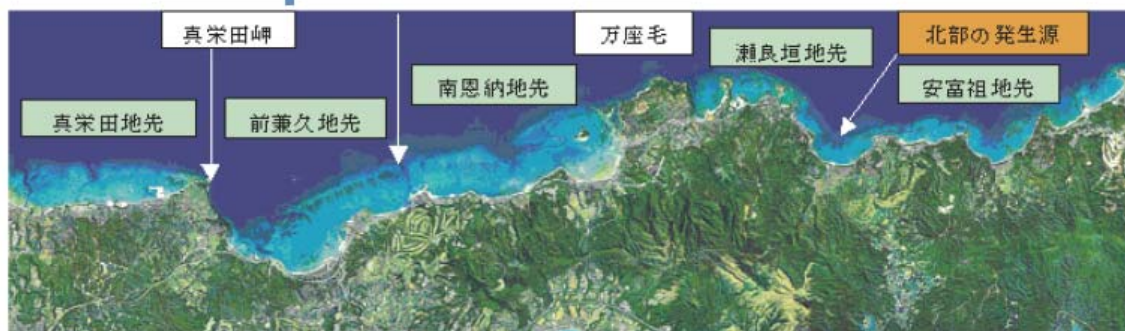 真栄田岬
万座毛
北部の発生源
瀬良垣地先
南恩納地先
安富祖地先
真栄田地先
前兼久地先